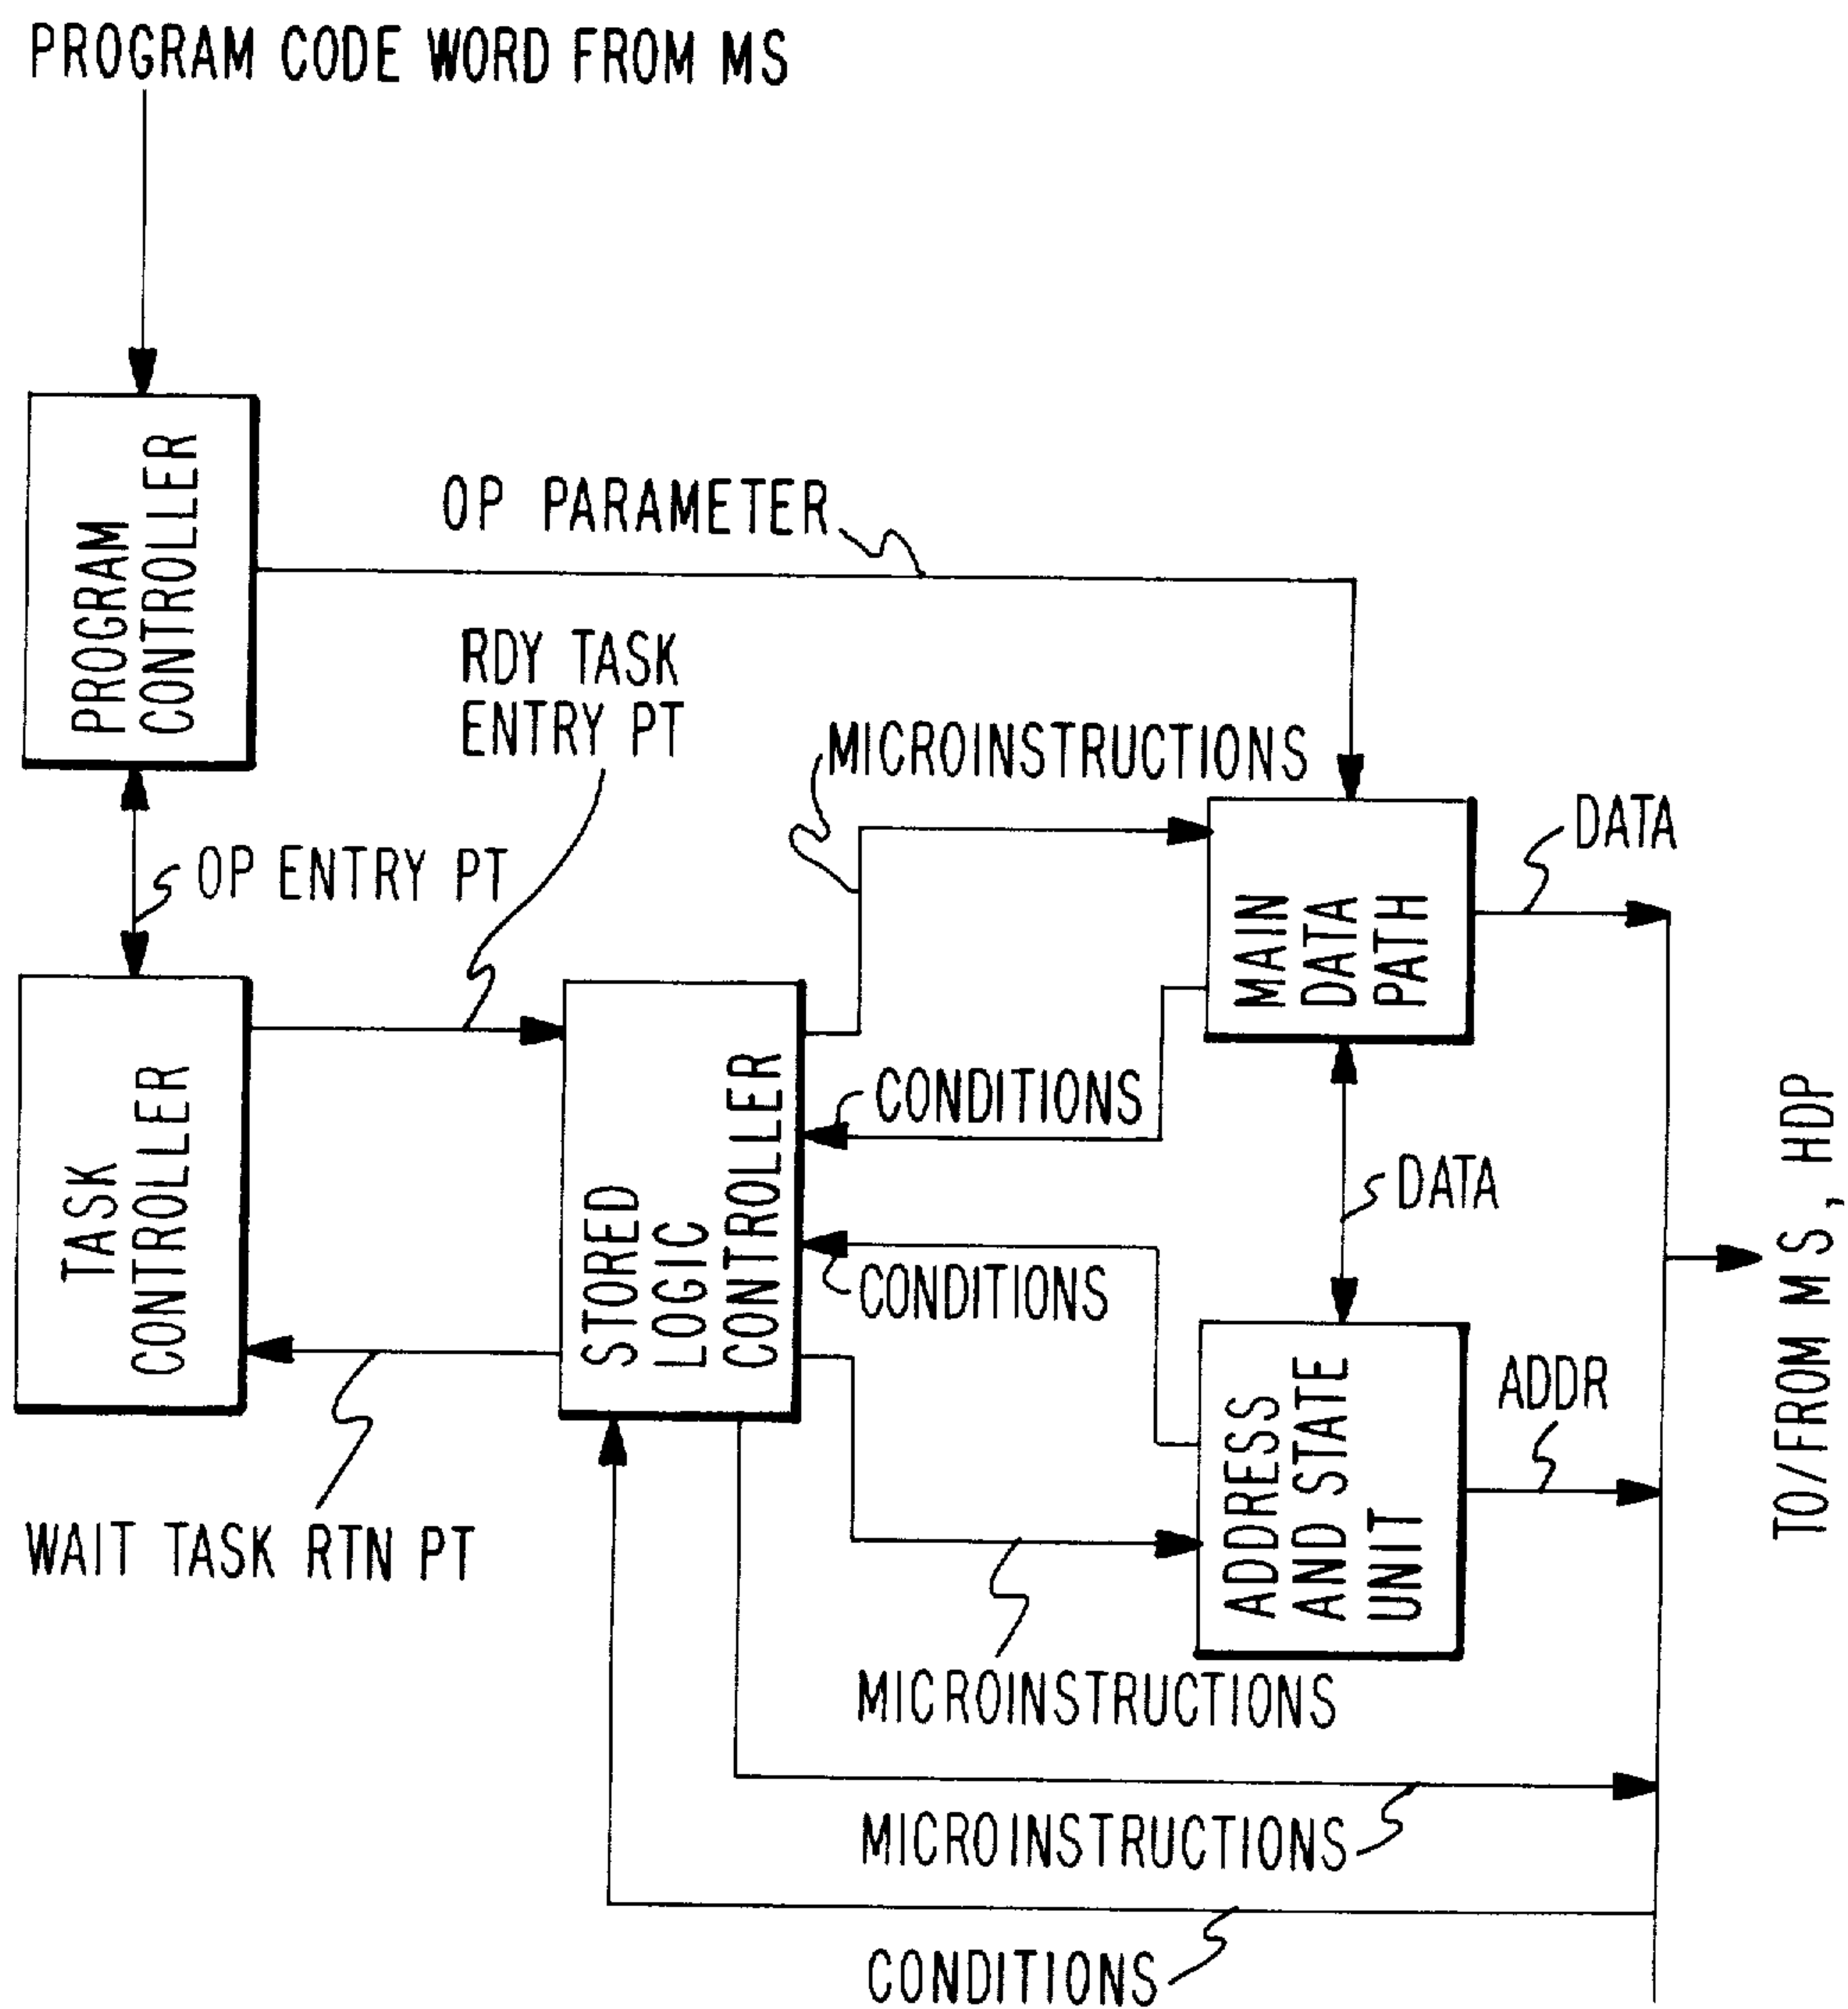 PROGRAM CODE WORD FROM MS
PROGRAM
CONTROLLER
OP PARAMETER
RDY TASK
ENTRY PT
MICROINSTRUCTIONS
OP ENTRY PT
MAIN
DATA
PATH
DATA
TASK
CONTROLLER
STORED
LOGIC
CONTROLLER
CONDITIONS
DATA
CONDITIONS
TO/FROM MS, HDP
ADDRESS
AND STATE
UNIT
ADDR
WAIT TASK RTN PT
MICROINSTRUCTIONS
MICROINSTRUCTIONS
CONDITIONS